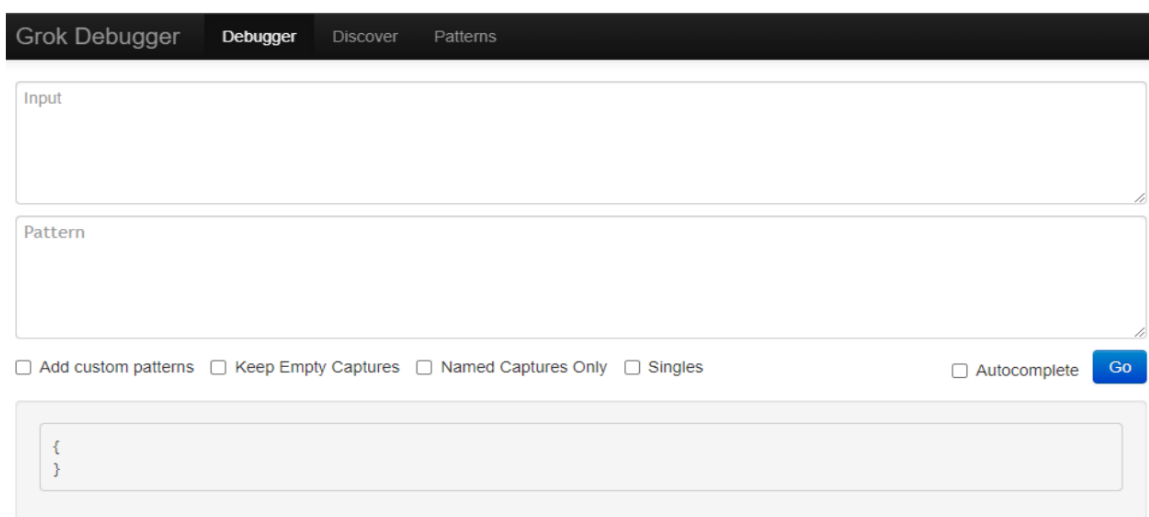 Grok Debugger Debugger Discover Patterns
Input
Pattern
Add custom patterns Keep Empty Captures Named Captures Only Singles Autocomplete Go
{
}